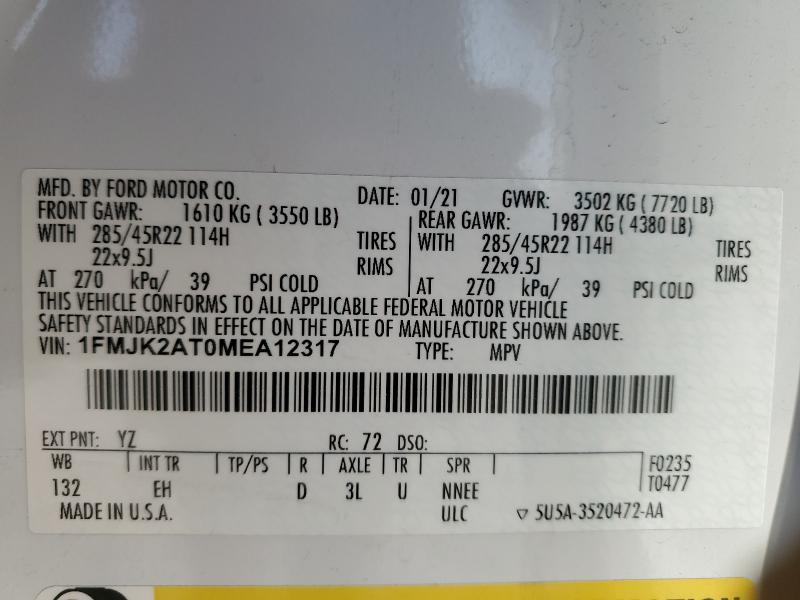 MFD. BY FORD MOTOR CO. DATE: 01/21 GVWR: 3502 KG ( 7720 LB)
FRONT GAWR: 1610 KG ( 3550 LB) REAR GAWR: 1987 KG ( 4380 LB)
WITH 285/45R22 114H TIRES WITH 285/45R22 114H TIRES
22x9.5J RIMS 22x9.5J RIMS
AT 270 kPa/ 39 PSI COLD AT 270 kPa/ 39 PSI COLD
THIS VEHICLE CONFORMS TO ALL APPLICABLE FEDERAL MOTOR VEHICLE
SAFETY STANDARDS IN EFFECT ON THE DATE OF MANUFACTURE SHOWN ABOVE.
VIN: 1FMJK2AT0MEA12317 TYPE: MPV
EXT PNT: YZ RC: 72 DSO:
WB INT TR TP/PS R AXLE TR SPR F0235
132 EH D 3L U NNEE T0477
MADE IN U.S.A. ULC ▽ 5U5A-3520472-AA